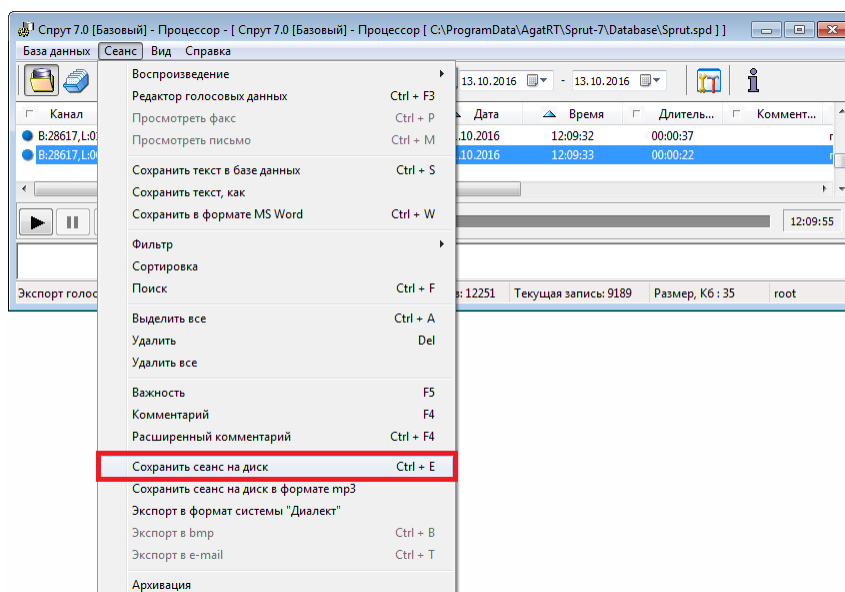 Спрут 7.0 [Базовый] - Процессор - [ Спрут 7.0 [Базовый] - Процессор [ C:\ProgramData\AgatRT\Sprut-7\Database\Sprut.spd ] ]
База данных Сеанс Вид Справка
13.10.2016 - 13.10.2016
Канал Дата Время Длитель... Коммент...
B:28617,L:0 .10.2016 12:09:32 00:00:37
B:28617,L:0 .10.2016 12:09:33 00:00:22
12:09:55
Экспорт голос : 12251 Текущая запись: 9189 Размер, Кб : 35 root
Воспроизведение
Редактор голосовых данных Ctrl + F3
Просмотреть факс Ctrl + P
Просмотреть письмо Ctrl + M
Сохранить текст в базе данных Ctrl + S
Сохранить текст, как
Сохранить в формате MS Word Ctrl + W
Фильтр
Сортировка
Поиск Ctrl + F
Выделить все Ctrl + A
Удалить Del
Удалить все
Важность F5
Комментарий F4
Расширенный комментарий Ctrl + F4
Сохранить сеанс на диск Ctrl + E
Сохранить сеанс на диск в формате mp3
Экспорт в формат системы "Диалект"
Экспорт в bmp Ctrl + B
Экспорт в e-mail Ctrl + T
Архивация